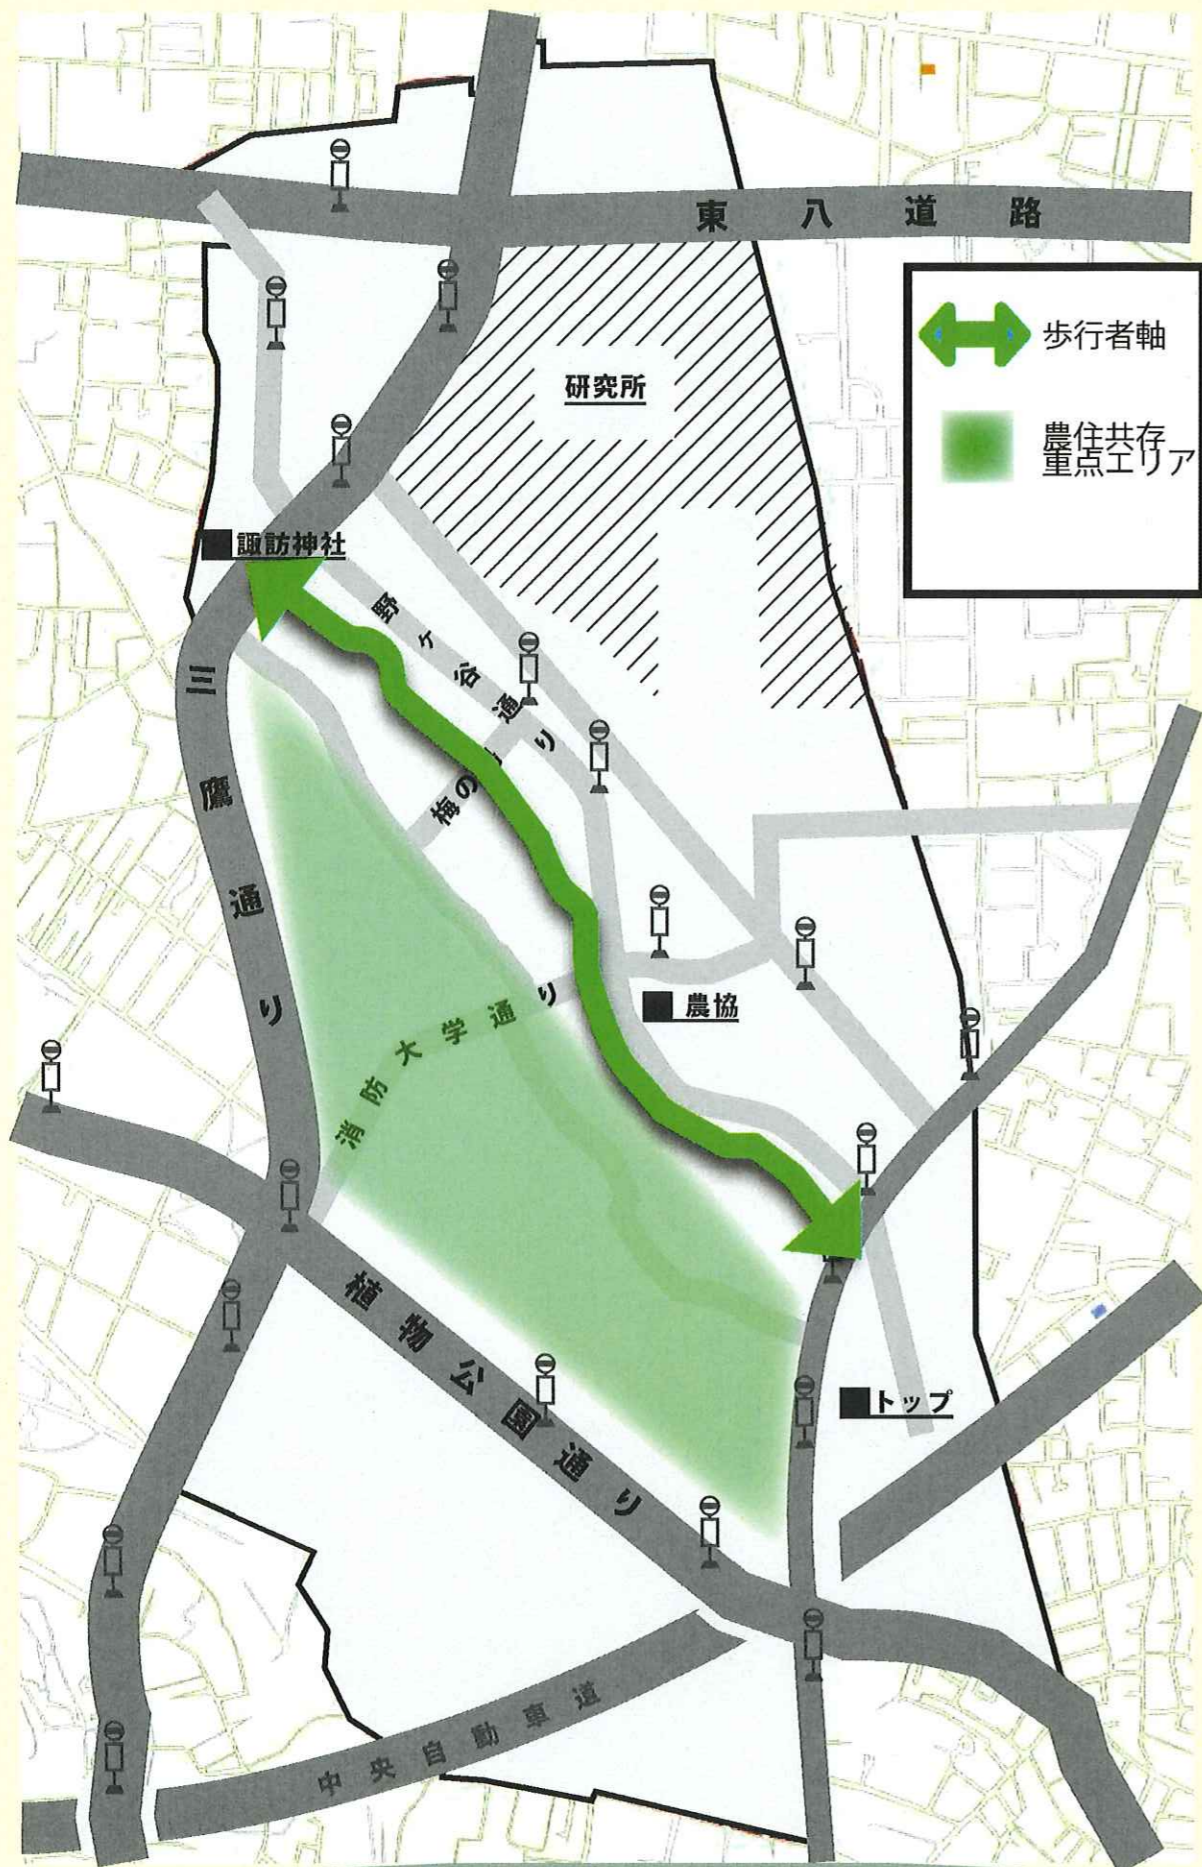 東八道路
歩行者軸
農住共存
重点エリア
研究所
諏訪神社
野ヶ谷通り
三鷹通り
梅の
農協
消防大学通り
植物公園通り
トップ
中央自動車道